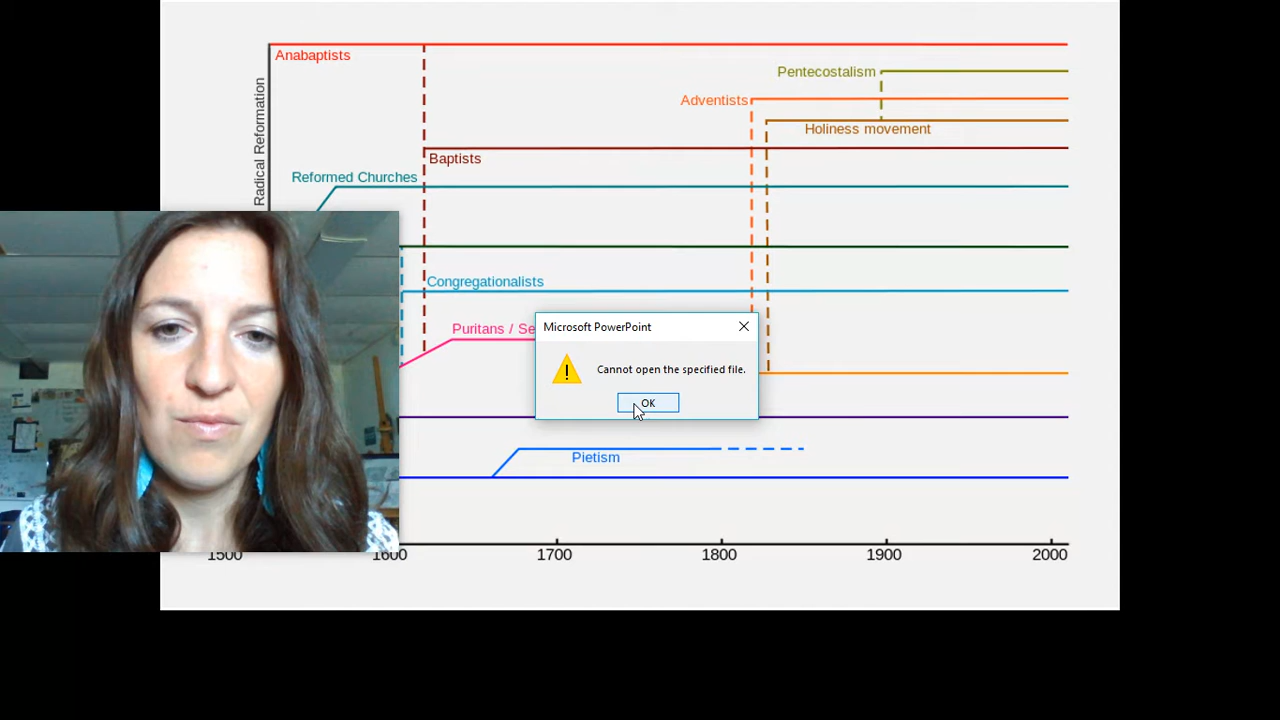 Anabaptists
Pentecostalism
Adventists
Holiness movement
Radical Reformation
Baptists
Reformed Churches
Congregationalists
Puritans / Se
Microsoft PowerPoint
Cannot open the specified file.
OK
Pietism
1500
1600
1700
1800
1900
2000